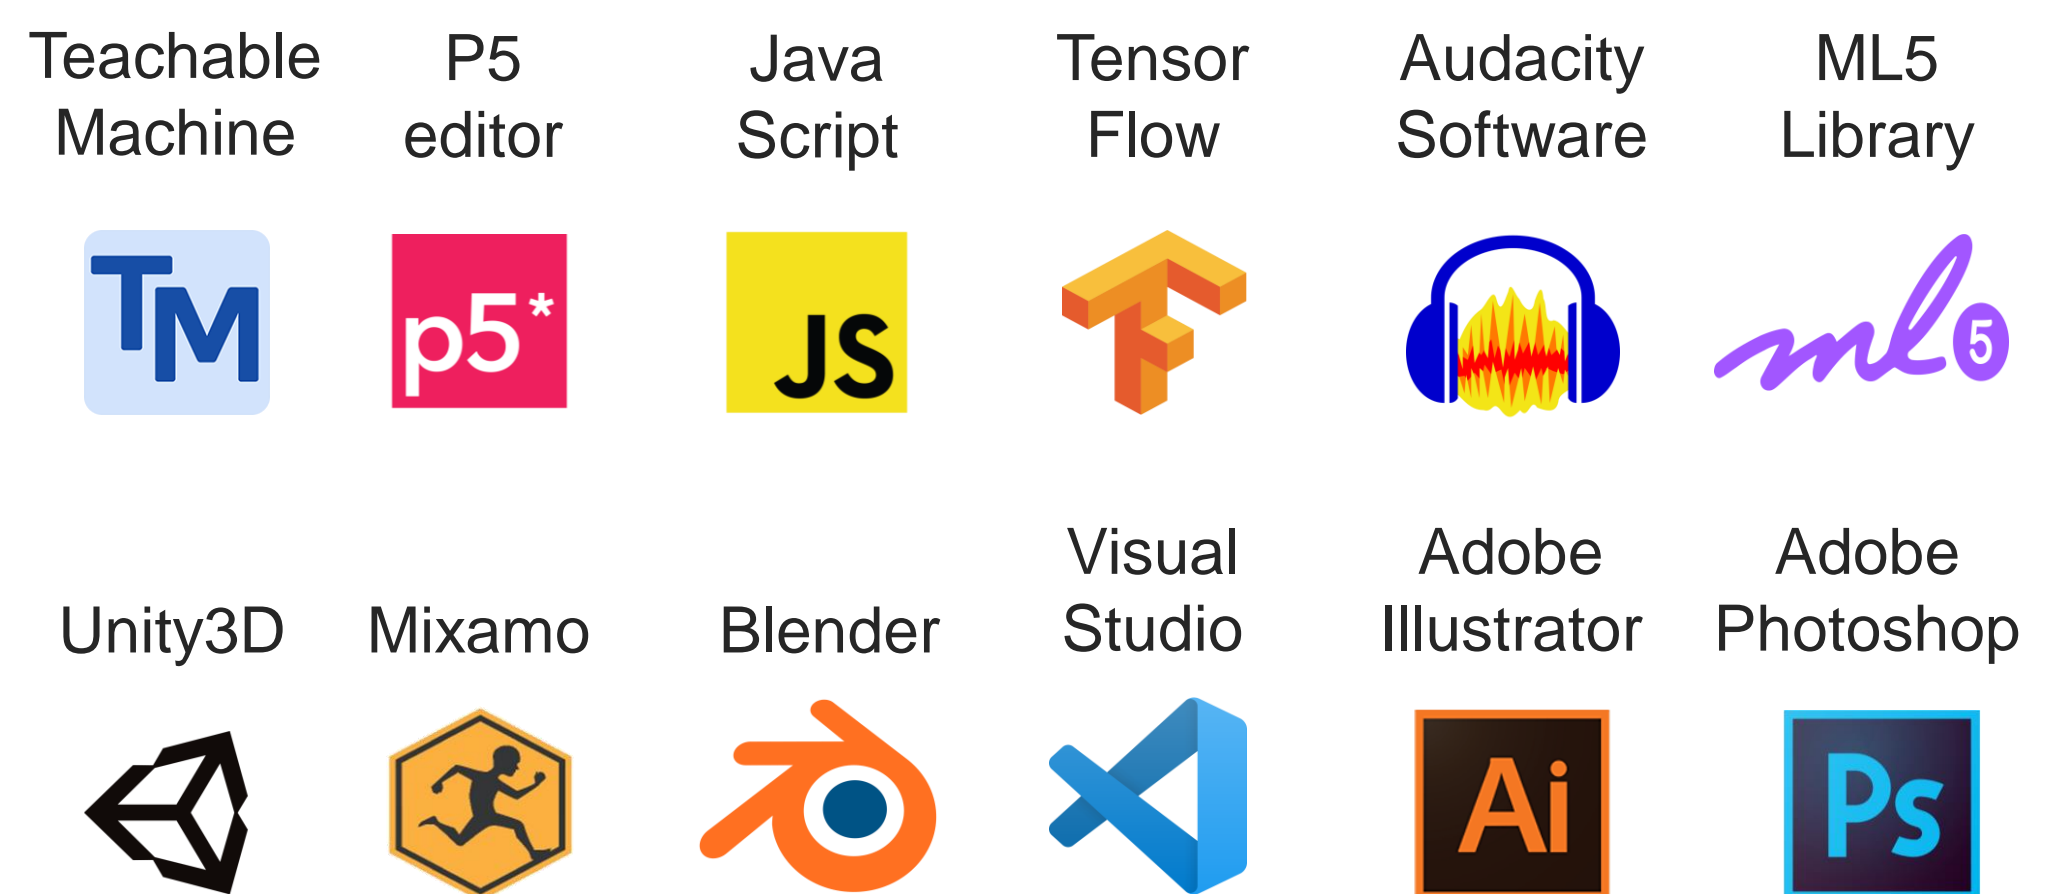 Teachable
Machine
P5
editor
Java
Script
Tensor
Flow
Audacity
Software
ML5
Library
TM
p5*
JS
ml5
Unity3D
Mixamo
Blender
Visual
Studio
Adobe
Illustrator
Adobe
Photoshop
Ai
Ps